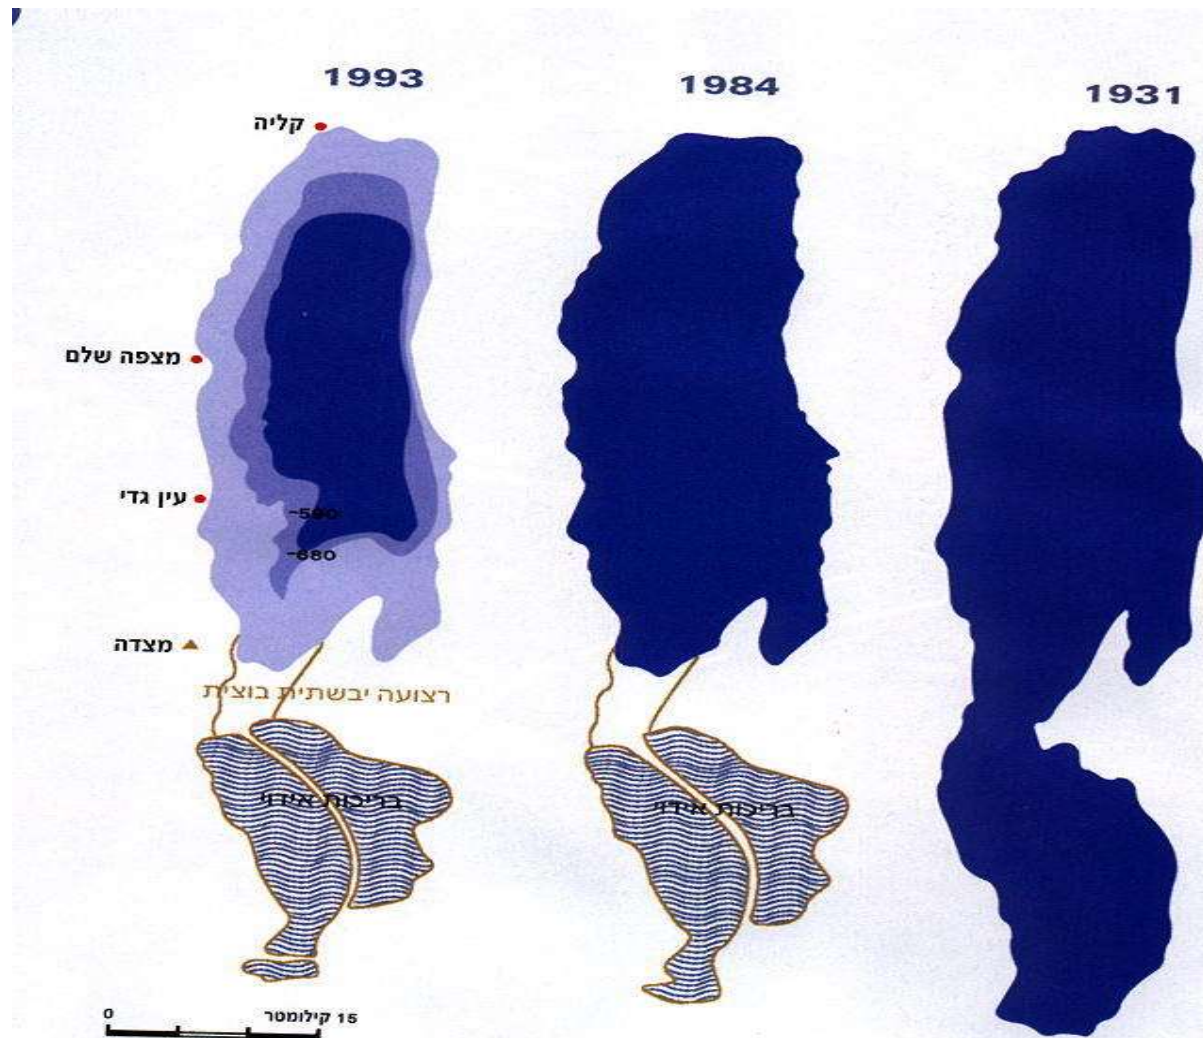 1931
1984
1993
קליה
מצפה שלם
עין גדי
~590
~680
מצדה
רצועה יבשתית בוצית
בריכות אידוי
בריכות אידוי
0
15 קילומטר